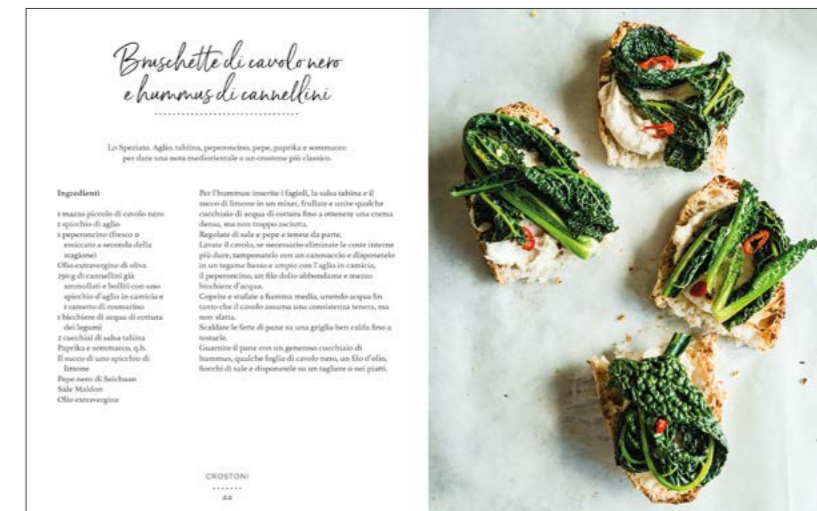 Bruschette di cavolo nero
e hummus di cannellini
Lo Speziato. Aglio, tahina, peperoncino, pepe, paprika e sommacco
per dare una nota mediorientale a un crostone più classico.
Ingredienti
1 mazzo piccolo di cavolo nero
1 spicchio di aglio
1 peperoncino (fresco o
essiccato a seconda della
stagione)
Olio extravergine di oliva
250 g di cannellini già
ammollati e bolliti con uno
spicchio d'aglio in camicia e
1 rametto di rosmarino
1 bicchiere di acqua di cottura
dei legumi
2 cucchiai di salsa tahina
Paprika e sommacco, q.b.
Il succo di uno spicchio di
limone
Pepe nero di Seichuan
Sale Maldon
Olio extravergine
Per l'hummus: inserite i fagioli, la salsa tahina e il
succo di limone in un mixer, frullate e unite qualche
cucchiaio di acqua di cottura fino a ottenere una crema
densa, ma non troppo asciutta.
Regolate di sale e pepe e tenete da parte.
Lavate il cavolo, se necessario eliminate le coste interne
più dure, tamponatelo con un canovaccio e disponetelo
in un tegame basso e ampio con l'aglio in camicia,
il peperoncino, un filo dolio abbondante e mezzo
bicchiere d'acqua.
Coprite e stufate a fiamma media, unendo acqua fin
tanto che il cavolo assuma una consistenza tenera, ma
non sfatta.
Scaldate le fette di pane su una griglia ben calda fino a
tostarle.
Guarnite il pane con un generoso cucchiaio di
hummus, qualche foglia di cavolo nero, un filo d'olio,
fiocchi di sale e disponetele su un tagliere o nei piatti.
CROSTONI
44